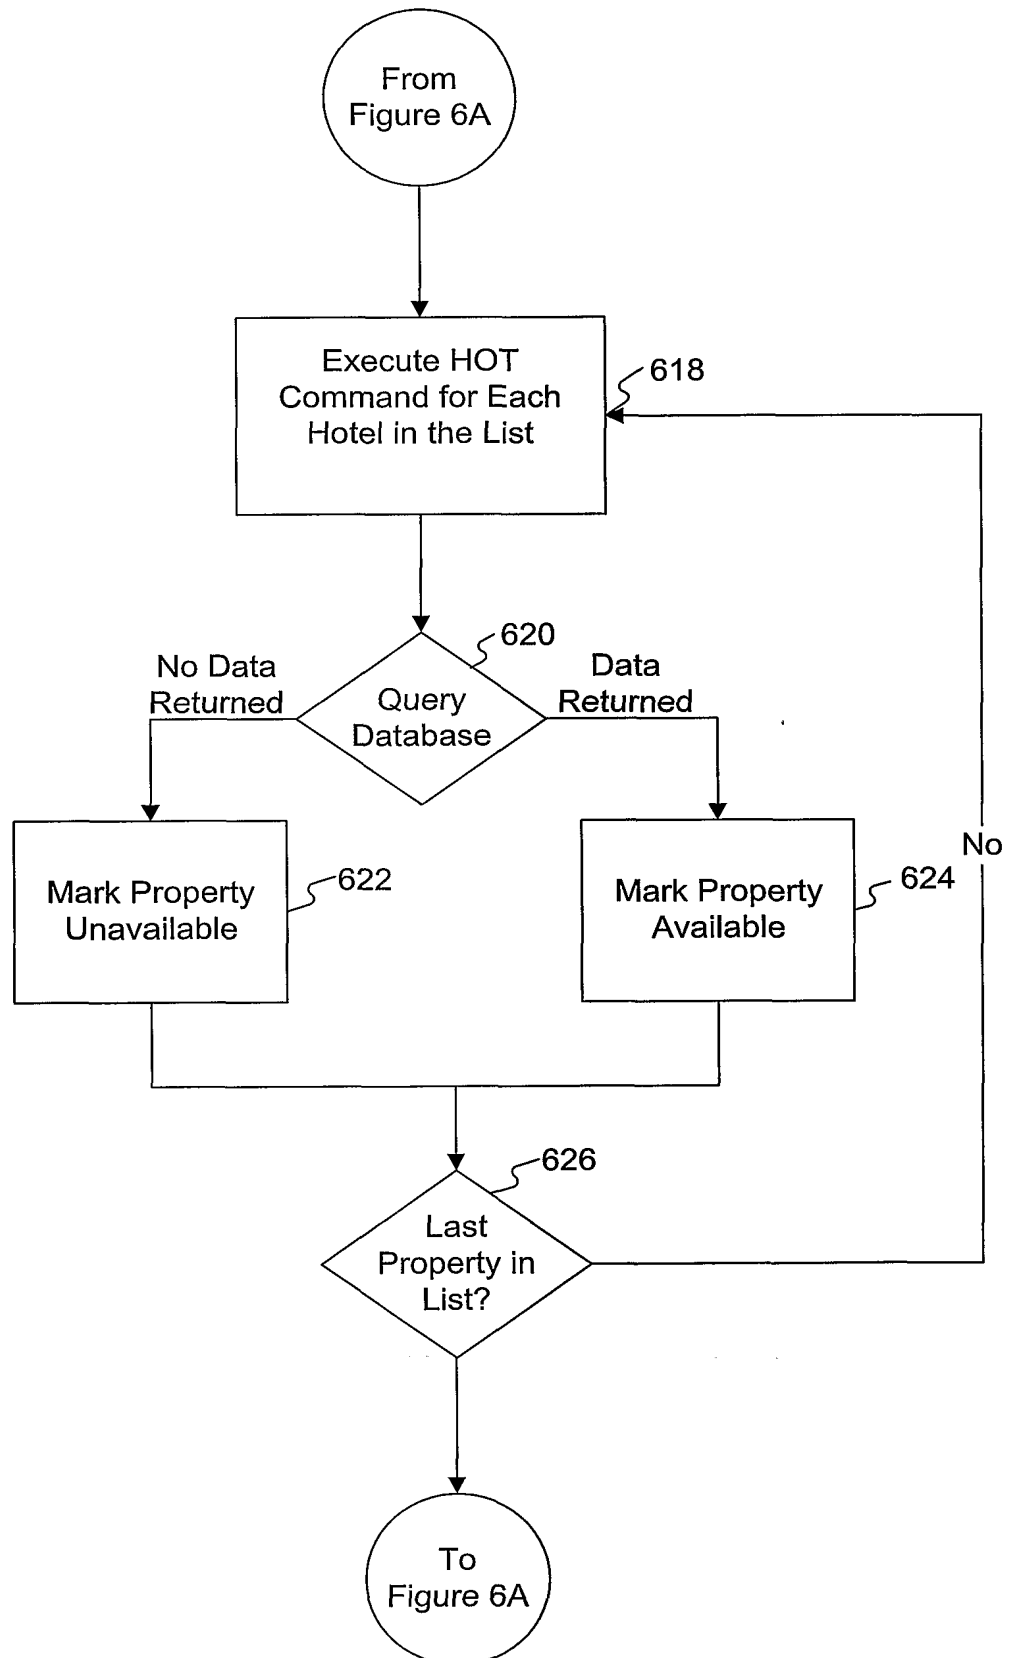 From
Figure 6A
Execute HOT
Command for Each
Hotel in the List
618
620
No Data
Returned
Data
Returned
Query
Database
No
Mark Property
Unavailable
622
Mark Property
Available
624
626
Last
Property in
List?
To
Figure 6A